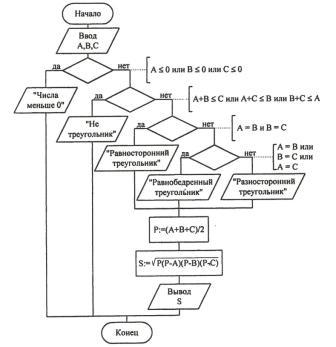 Начало
Ввод
A,B,C
да
нет
A ≤ 0 или B ≤ 0 или C ≤ 0
"Числа
меньше 0"
да
нет
A+B ≤ C или A+C ≤ B или B+C ≤ A
"Не
треугольник"
да
нет
A = B и B = C
"Равносторонний
треугольник"
да
нет
A = B или
B = C или
A = C
"Равнобедренный
треугольник"
"Разносторонний
треугольник"
P:=(A+B+C)/2
S:=√P(P-A)(P-B)(P-C)
Вывод
S
Конец